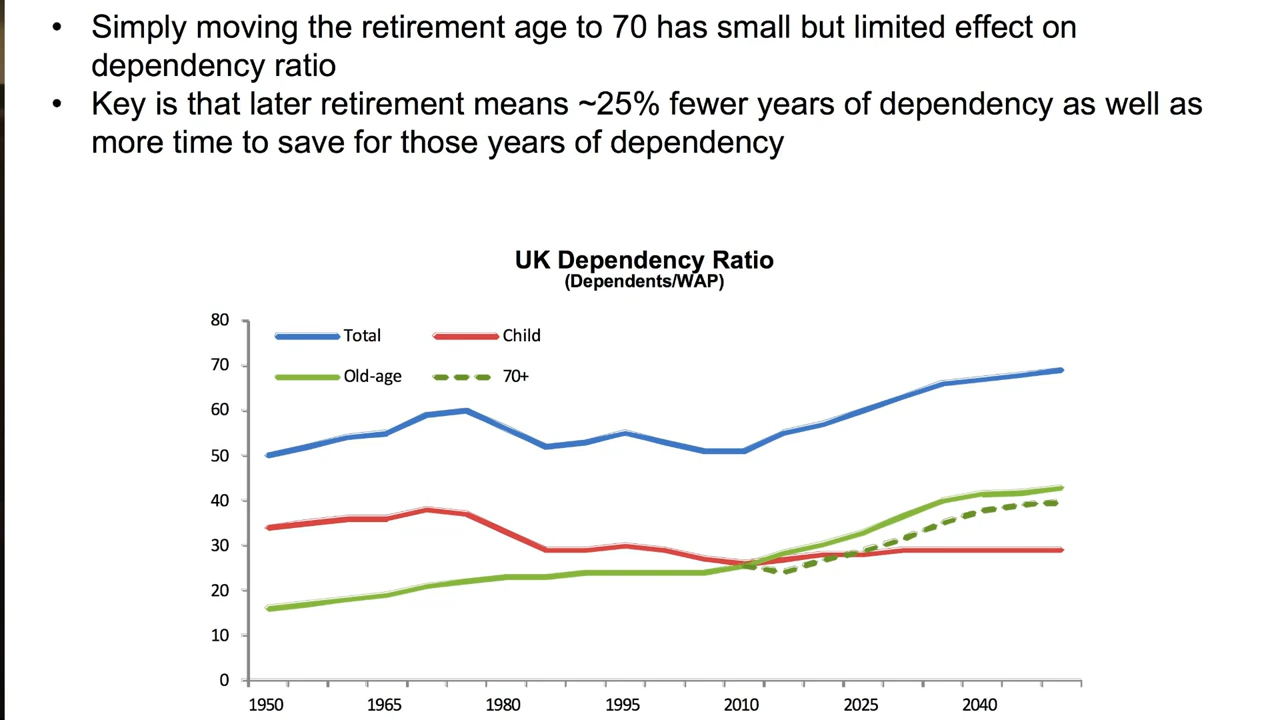 • Simply moving the retirement age to 70 has small but limited effect on
dependency ratio
• Key is that later retirement means ~25% fewer years of dependency as well as
more time to save for those years of dependency
UK Dependency Ratio
(Dependents/WAP)
Total
Child
Old-age
70+
80
70
60
50
40
30
20
10
0
1950 1965 1980 1995 2010 2025 2040